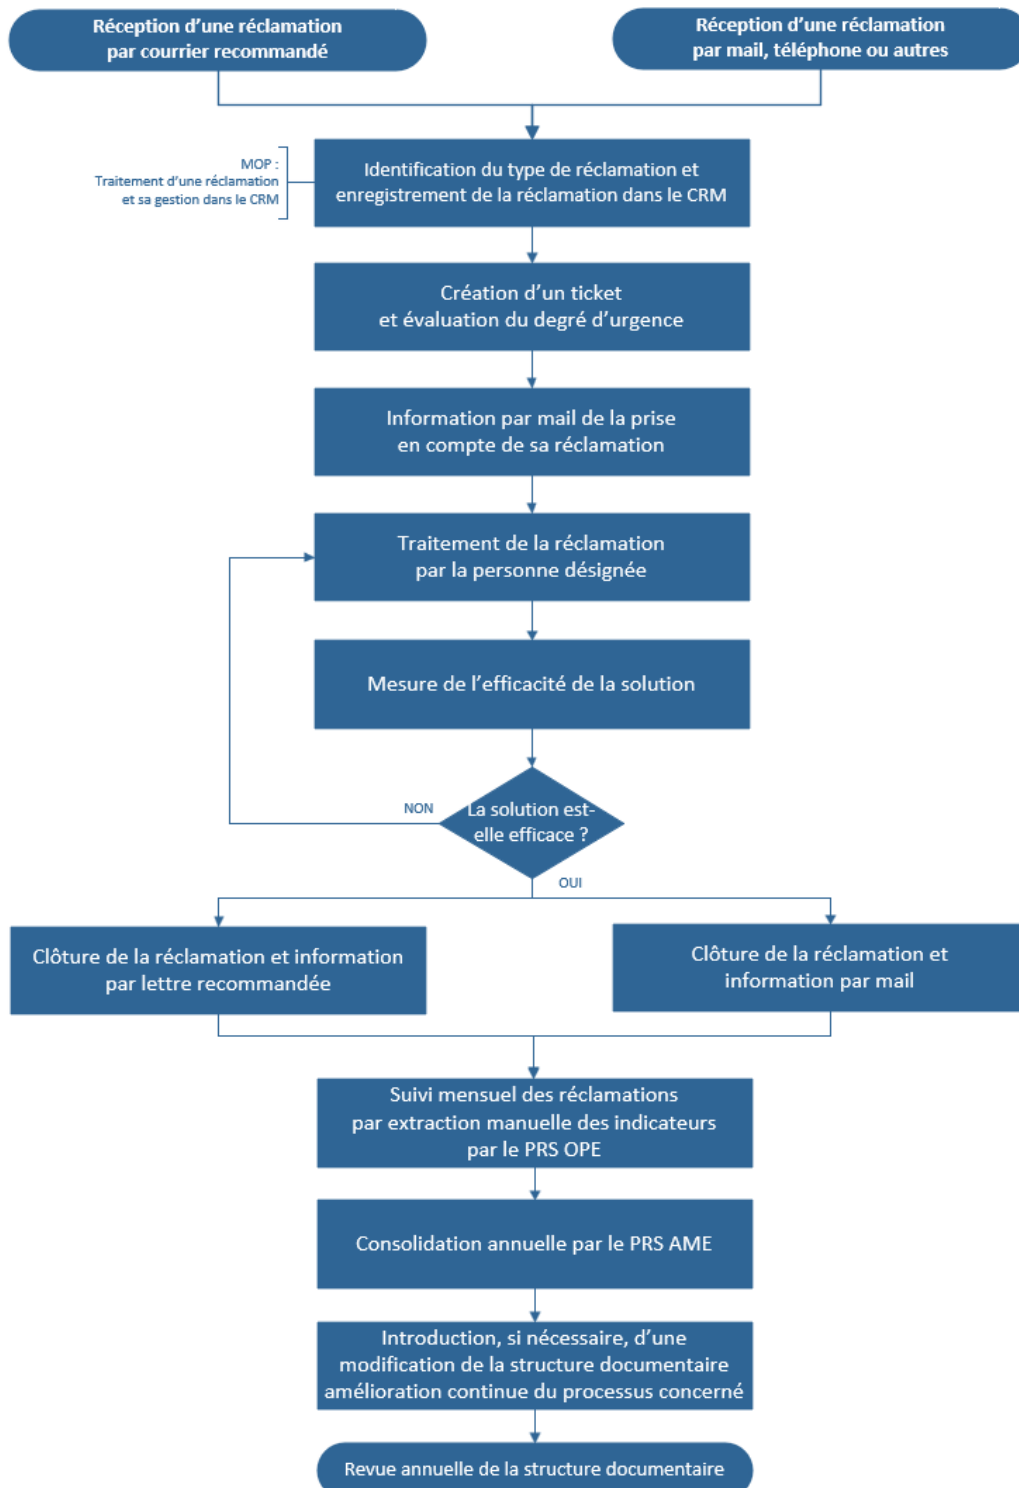 Réception d'une réclamation
par courrier recommandé
Réception d'une réclamation
par mail, téléphone ou autres
MOP :
Traitement d'une réclamation
et sa gestion dans le CRM
Identification du type de réclamation et
enregistrement de la réclamation dans le CRM
Création d'un ticket
et évaluation du degré d'urgence
Information par mail de la prise
en compte de sa réclamation
Traitement de la réclamation
par la personne désignée
Mesure de l'efficacité de la solution
NON
La solution est-
elle efficace ?
OUI
Clôture de la réclamation et information
par lettre recommandée
Clôture de la réclamation et
information par mail
Suivi mensuel des réclamations
par extraction manuelle des indicateurs
par le PRS OPE
Consolidation annuelle par le PRS AME
Introduction, si nécessaire, d'une
modification de la structure documentaire
amélioration continue du processus concerné
Revue annuelle de la structure documentaire